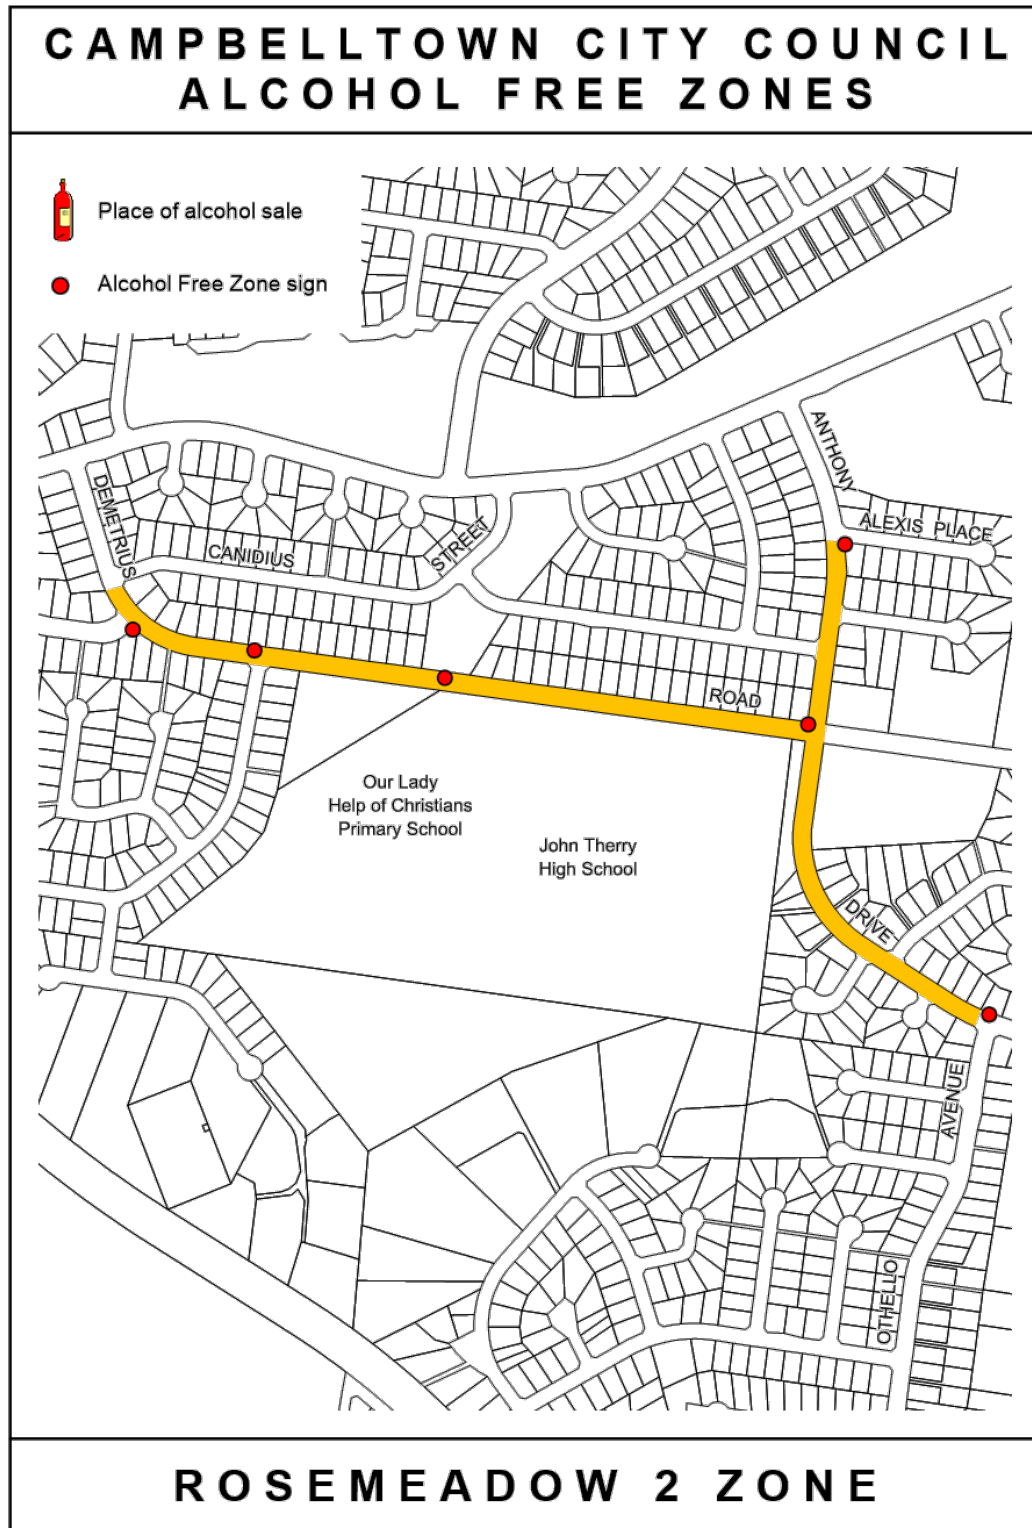 CAMPBELLTOWN CITY COUNCIL
ALCOHOL FREE ZONES
Place of alcohol sale
Alcohol Free Zone sign
ANTHONY
DEMETRIUS
ALEXIS PLACE
CANIDIUS
STREET
ROAD
Our Lady
Help of Christians
Primary School
John Therry
High School
DRIVE
AVENUE
OTHELLO
ROSEMEADOW 2 ZONE